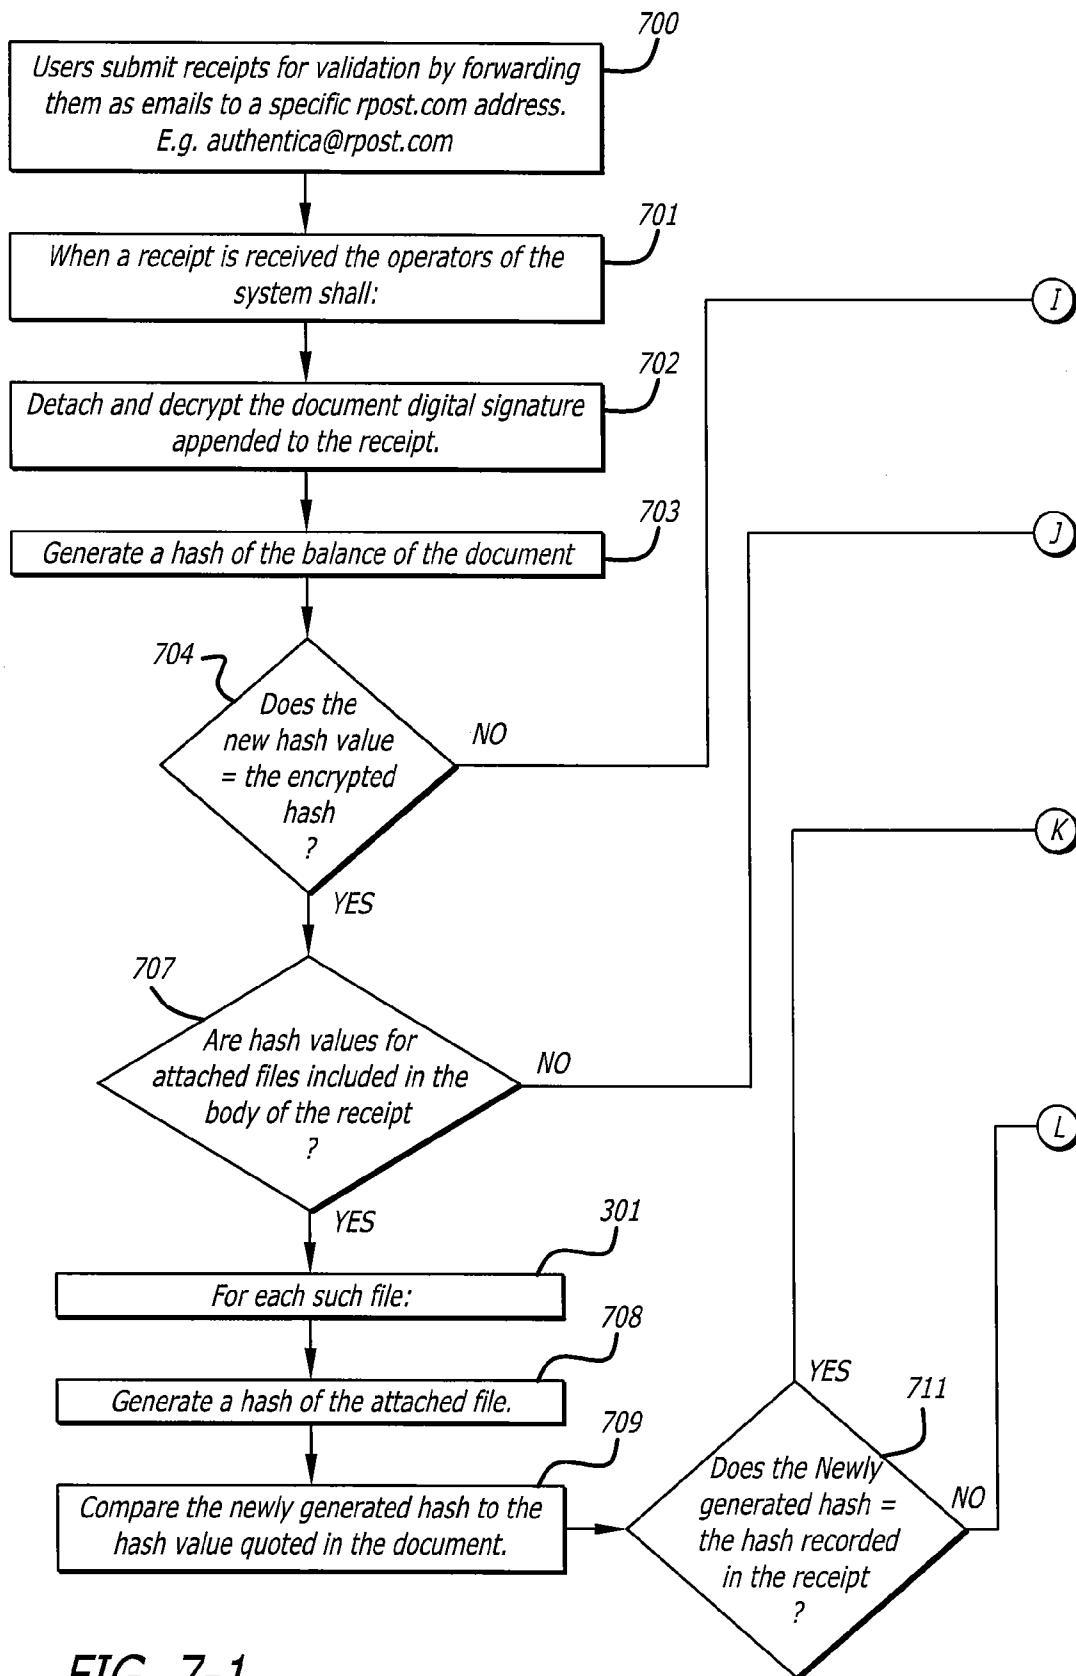 700
Users submit receipts for validation by forwarding
them as emails to a specific rpost.com address.
E.g. authentica@rpost.com
701
When a receipt is received the operators of the
system shall:
I
702
Detach and decrypt the document digital signature
appended to the receipt.
703
Generate a hash of the balance of the document
J
704
Does the
new hash value
= the encrypted
hash
?
NO
YES
K
707
Are hash values for
attached files included in the
body of the receipt
?
NO
YES
L
301
For each such file:
708
Generate a hash of the attached file.
709
Compare the newly generated hash to the
hash value quoted in the document.
YES
711
Does the Newly
generated hash =
the hash recorded
in the receipt
?
NO
FIG. 7-1